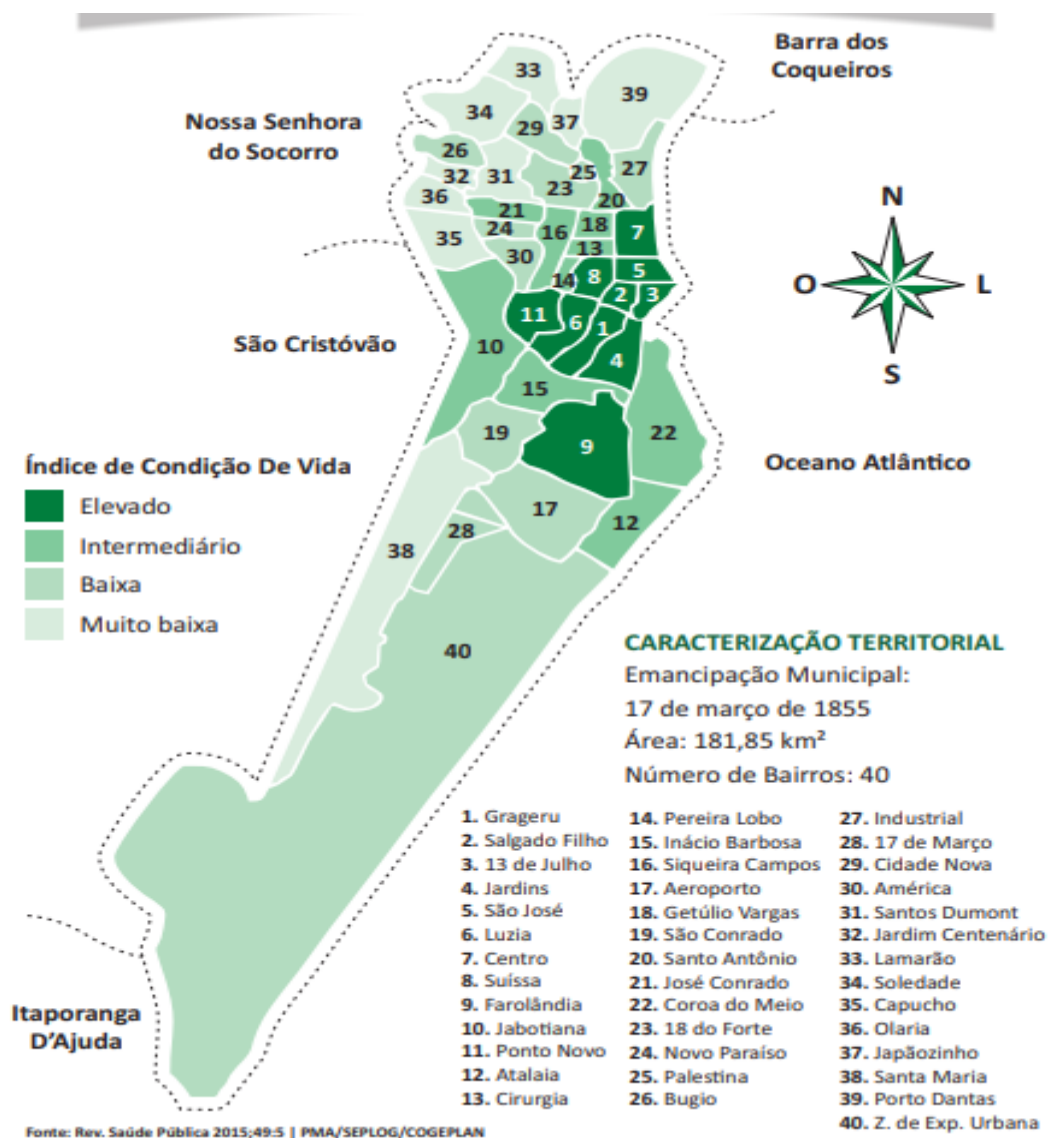 Barra dos
Coqueiros
Nossa Senhora
do Socorro
São Cristóvão
Oceano Atlântico
Itaporanga
D'Ajuda
N
O
L
S
33
39
34
37
29
26
25
27
32
31
23
36
20
21
18
7
24
16
35
13
30
5
14
8
2
3
11
6
1
10
4
15
19
9
22
17
12
28
38
40
Índice de Condição De Vida
Elevado
Intermediário
Baixa
Muito baixa
CARACTERIZAÇÃO TERRITORIAL
Emancipação Municipal:
17 de março de 1855
Área: 181,85 km²
Número de Bairros: 40
1. Grageru
2. Salgado Filho
3. 13 de Julho
4. Jardins
5. São José
6. Luzia
7. Centro
8. Suíssa
9. Farolândia
10. Jabotiana
11. Ponto Novo
12. Atalaia
13. Cirurgia
14. Pereira Lobo
15. Inácio Barbosa
16. Siqueira Campos
17. Aeroporto
18. Getúlio Vargas
19. São Conrado
20. Santo Antônio
21. José Conrado
22. Coroa do Meio
23. 18 do Forte
24. Novo Paraíso
25. Palestina
26. Bugio
27. Industrial
28. 17 de Março
29. Cidade Nova
30. América
31. Santos Dumont
32. Jardim Centenário
33. Lamarão
34. Soledade
35. Capucho
36. Olaria
37. Japãozinho
38. Santa Maria
39. Porto Dantas
40. Z. de Exp. Urbana
Fonte: Rev. Saúde Pública 2015;49:5 | PMA/SEPLOG/COGEPLAN